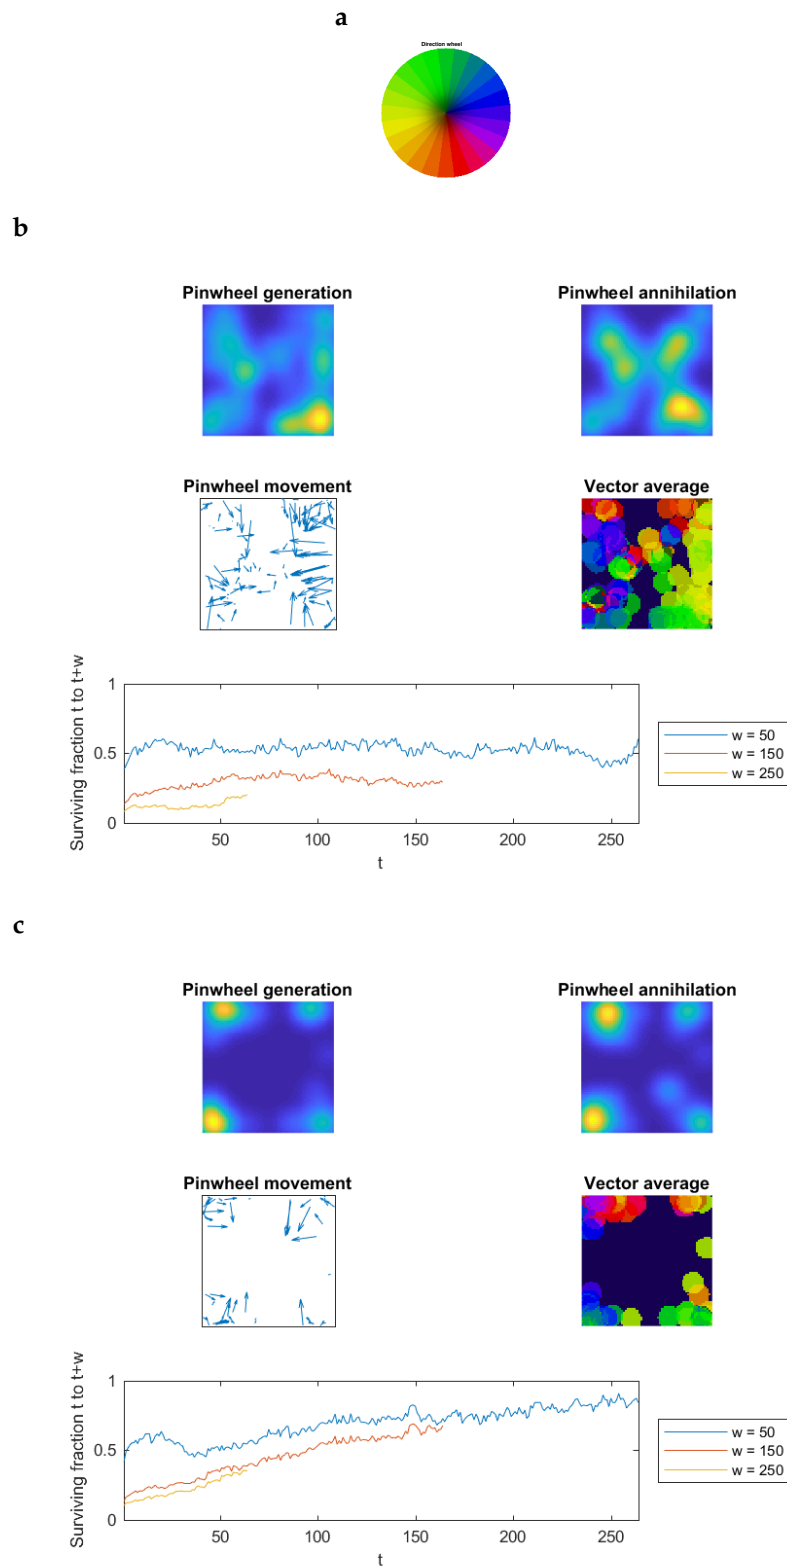 a
Direction wheel
b
Pinwheel generation
Pinwheel annihilation
Pinwheel movement
Vector average
Surviving fraction t to t+w
1
0.5
0
50
100
150
200
250
t
w = 50
w = 150
w = 250
c
Pinwheel generation
Pinwheel annihilation
Pinwheel movement
Vector average
Surviving fraction t to t+w
1
0.5
0
50
100
150
200
250
t
w = 50
w = 150
w = 250